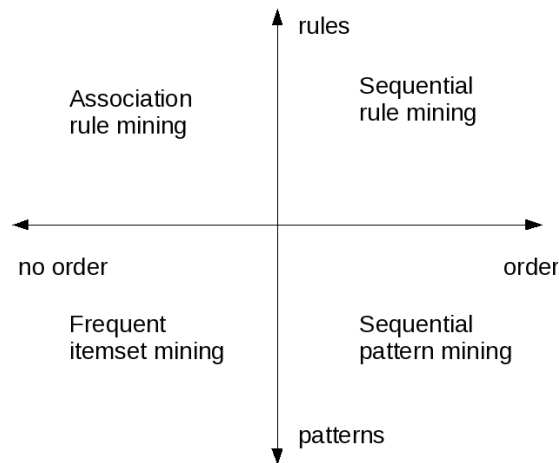 rules
Association
rule mining
Sequential
rule mining
no order
order
Frequent
itemset mining
Sequential
pattern mining
patterns